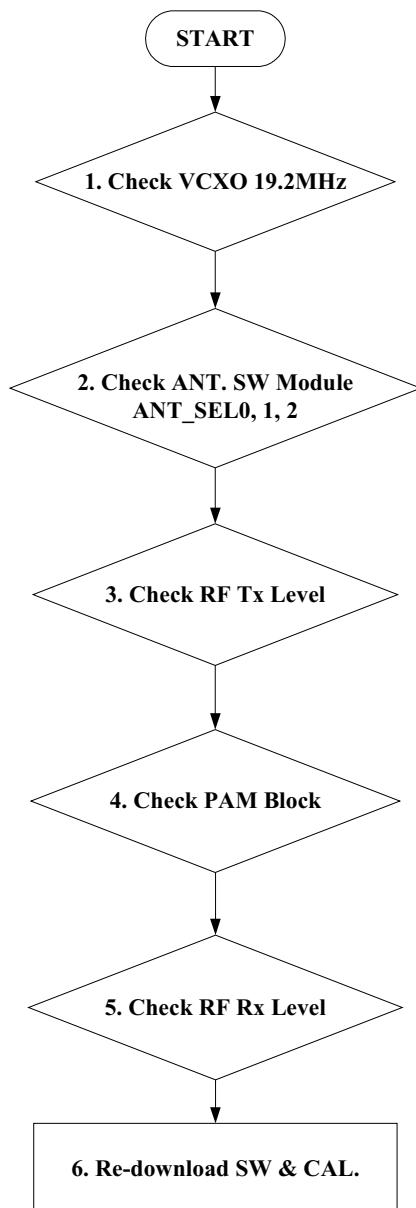 START
1. Check VCXO 19.2MHz
2. Check ANT. SW Module
ANT_SEL0, 1, 2
3. Check RF Tx Level
4. Check PAM Block
5. Check RF Rx Level
6. Re-download SW & CAL.